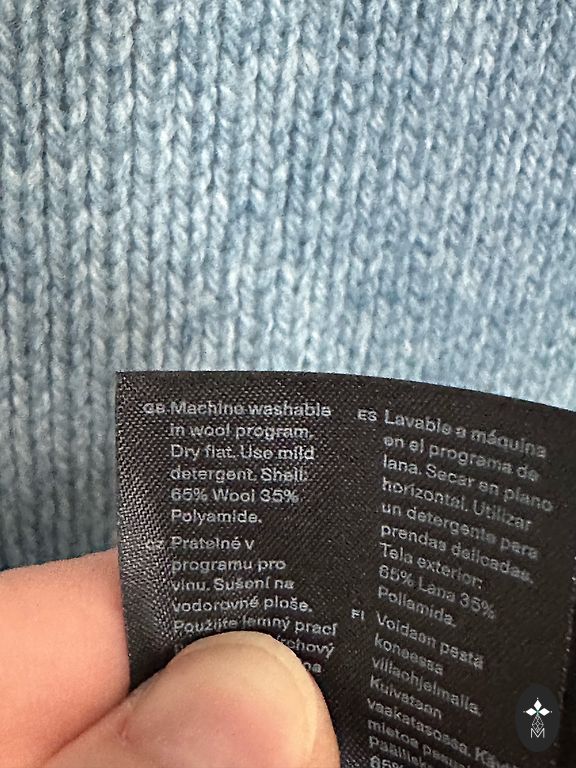 GB Machine washable
in wool program.
Dry flat. Use mild
detergent. Shell:
65% Wool 35%
Polyamide.
CZ Pratelné v
programu pro
vlnu. Sušení na
vodorovné ploše.
Použijte jemný prací
ES Lavable a máquina
en el programa de
lana. Secar en plano
horizontal. Utilizar
un detergente para
prendas delicadas.
Tela exterior:
65% Lana 35%
Poliamida.
FI Voidaan pestä
koneessa
villaohjelmalla.
Kuivataan
vaakatasossa.
mietoa
65%
M